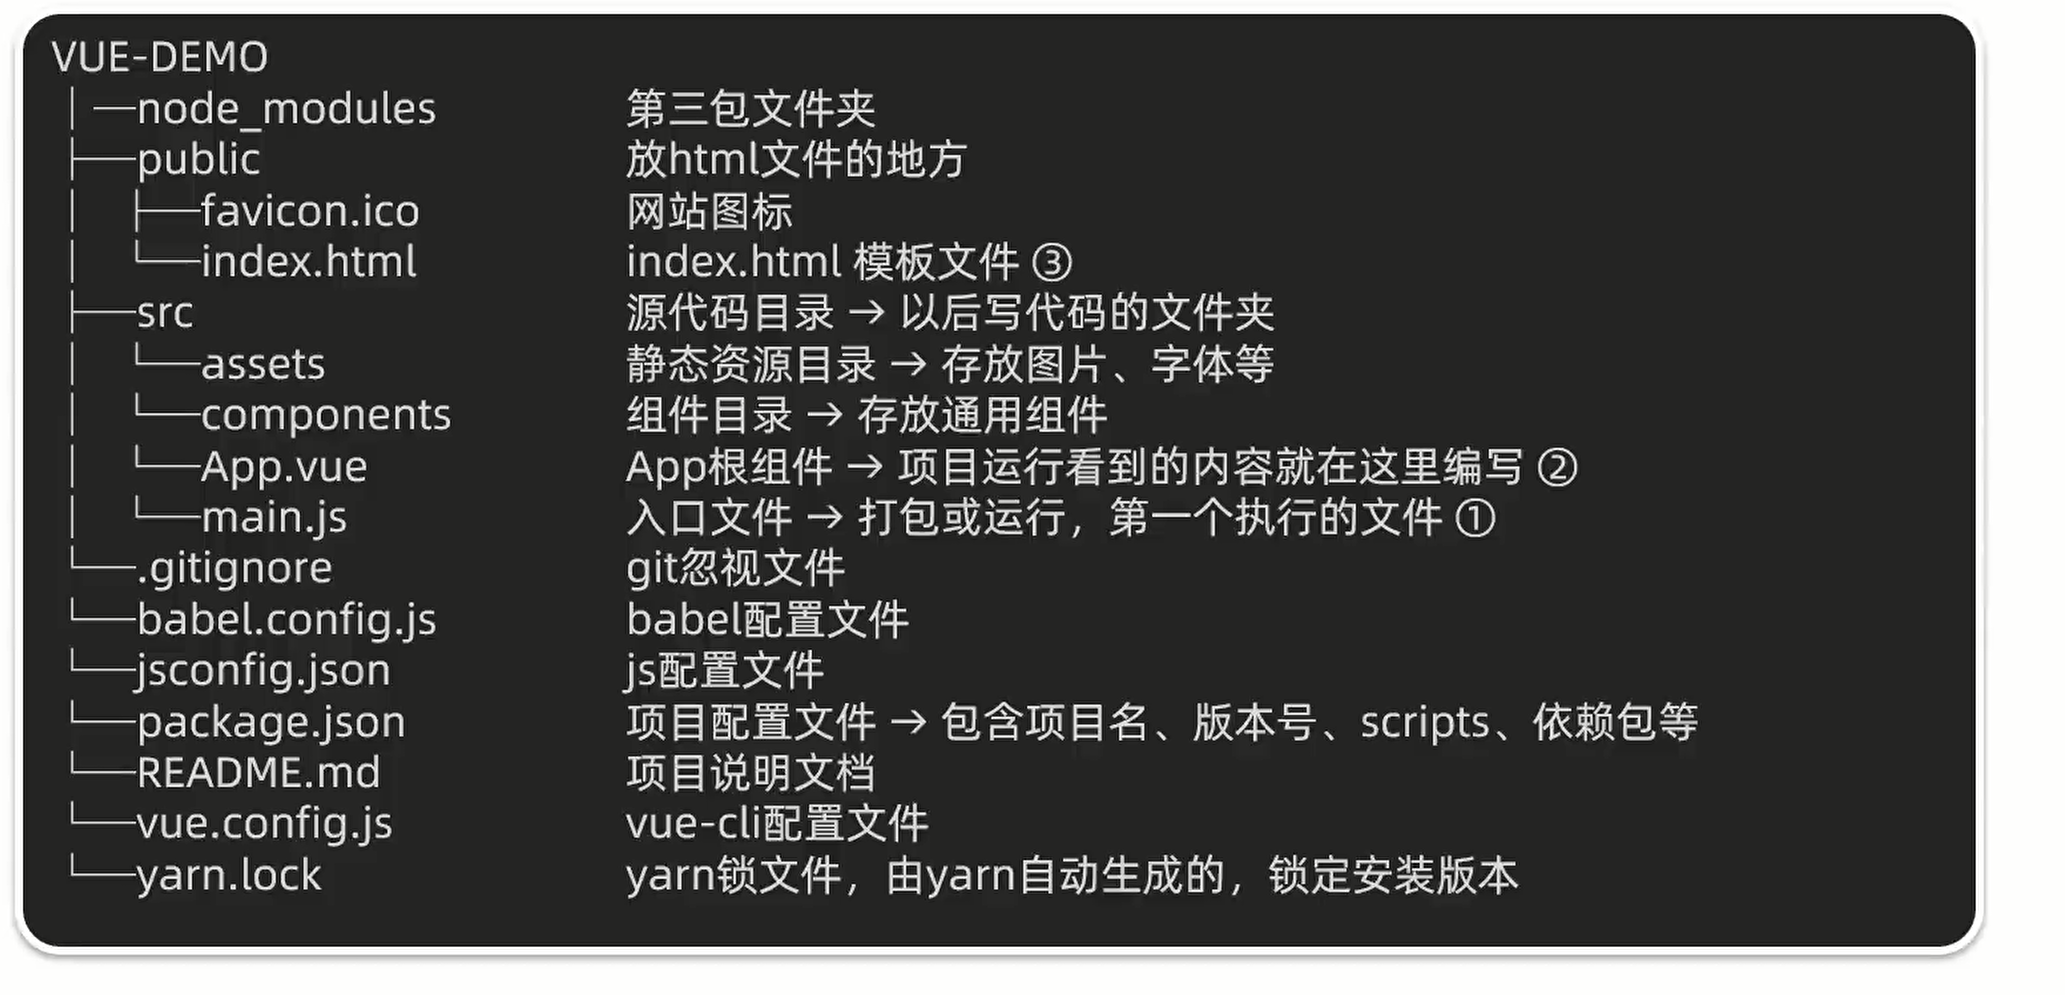 VUE-DEMO
│ ─node_modules 第三包文件夹
├──public 放html文件的地方
│ ├──favicon.ico 网站图标
│ └──index.html index.html 模板文件 ③
├──src 源代码目录 → 以后写代码的文件夹
│ └──assets 静态资源目录 → 存放图片、字体等
│ └──components 组件目录 → 存放通用组件
│ └──App.vue App根组件 → 项目运行看到的内容就在这里编写 ②
│ └──main.js 入口文件 → 打包或运行，第一个执行的文件 ①
└──.gitignore git忽视文件
└──babel.config.js babel配置文件
└──jsconfig.json js配置文件
└──package.json 项目配置文件 → 包含项目名、版本号、scripts、依赖包等
└──README.md 项目说明文档
└──vue.config.js vue-cli配置文件
└──yarn.lock yarn锁文件，由yarn自动生成的，锁定安装版本